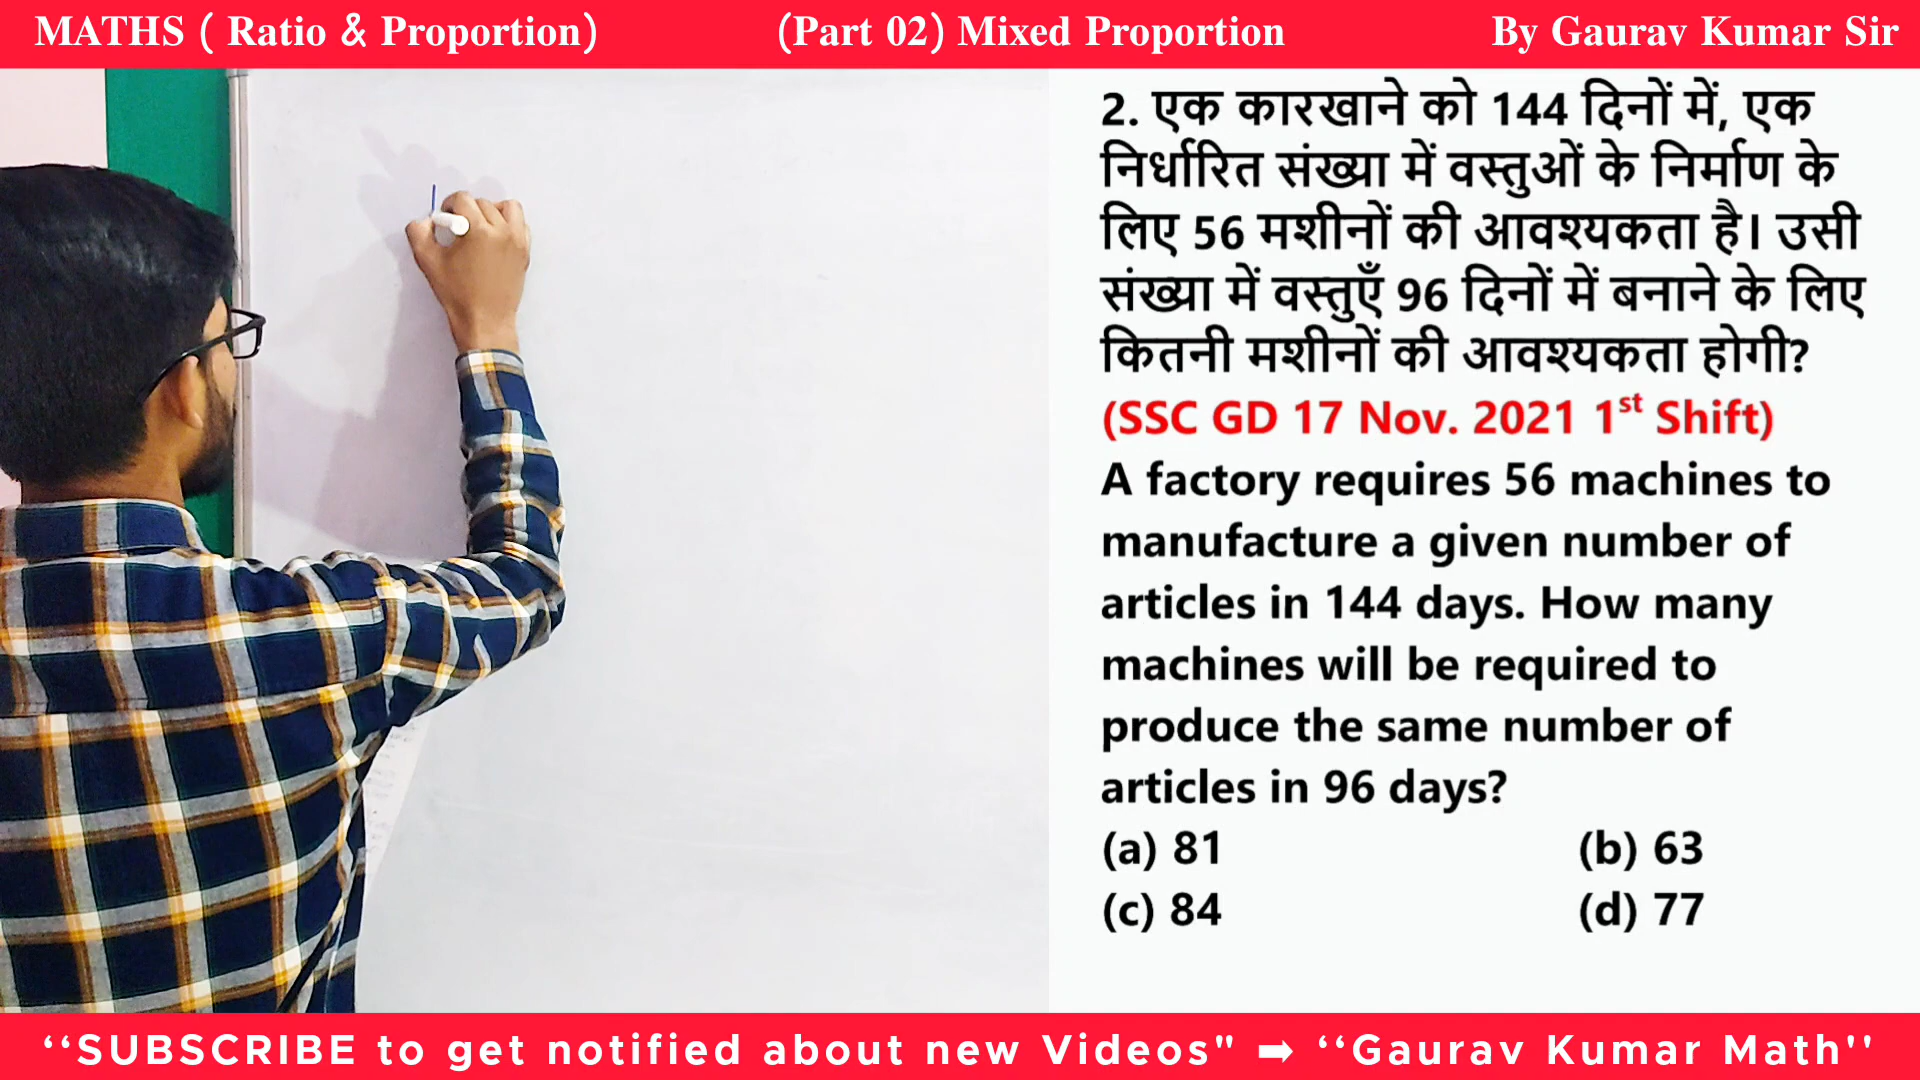 MATHS ( Ratio & Proportion) (Part 02) Mixed Proportion By Gaurav Kumar Sir
2. एक कारखाने को 144 दिनों में, एक
निर्धारित संख्या में वस्तुओं के निर्माण के
लिए 56 मशीनों की आवश्यकता है। उसी
संख्या में वस्तुएँ 96 दिनों में बनाने के लिए
कितनी मशीनों की आवश्यकता होगी?
(SSC GD 17 Nov. 2021 1st Shift)
A factory requires 56 machines to
manufacture a given number of
articles in 144 days. How many
machines will be required to
produce the same number of
articles in 96 days?
(a) 81 (b) 63
(c) 84 (d) 77
‘‘SUBSCRIBE to get notified about new Videos" ➡ ‘‘Gaurav Kumar Math''